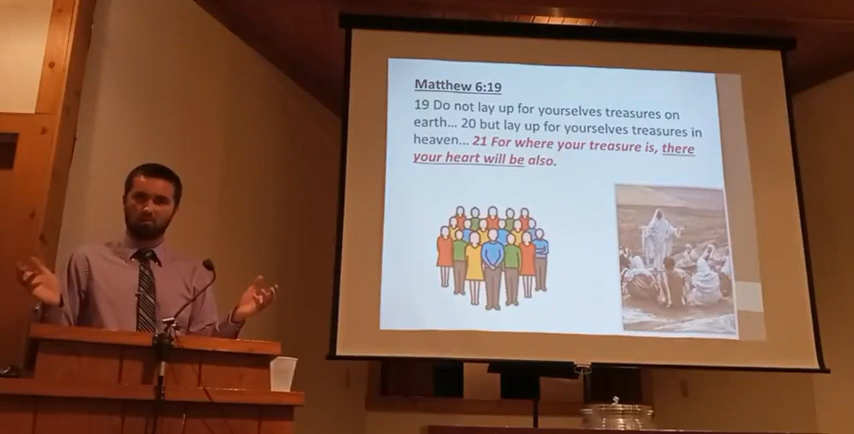 Matthew 6:19
19 Do not lay up for yourselves treasures on
earth... 20 but lay up for yourselves treasures in
heaven... 21 For where your treasure is, there
your heart will be also.